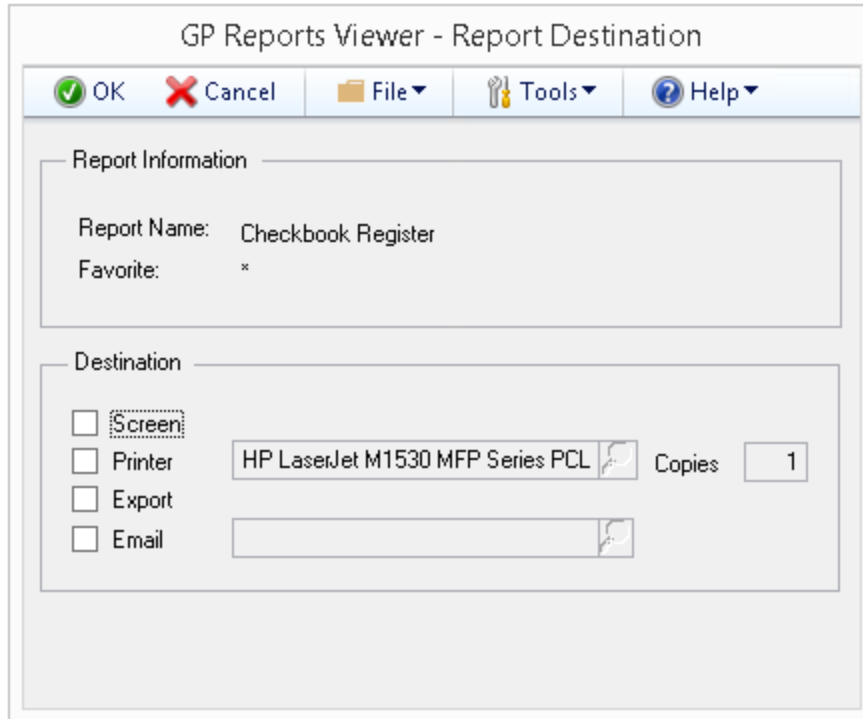 GP Reports Viewer - Report Destination
OK Cancel File Tools Help
Report Information
Report Name: Checkbook Register
Favorite: *
Destination
Screen
Printer HP LaserJet M1530 MFP Series PCL Copies 1
Export
Email